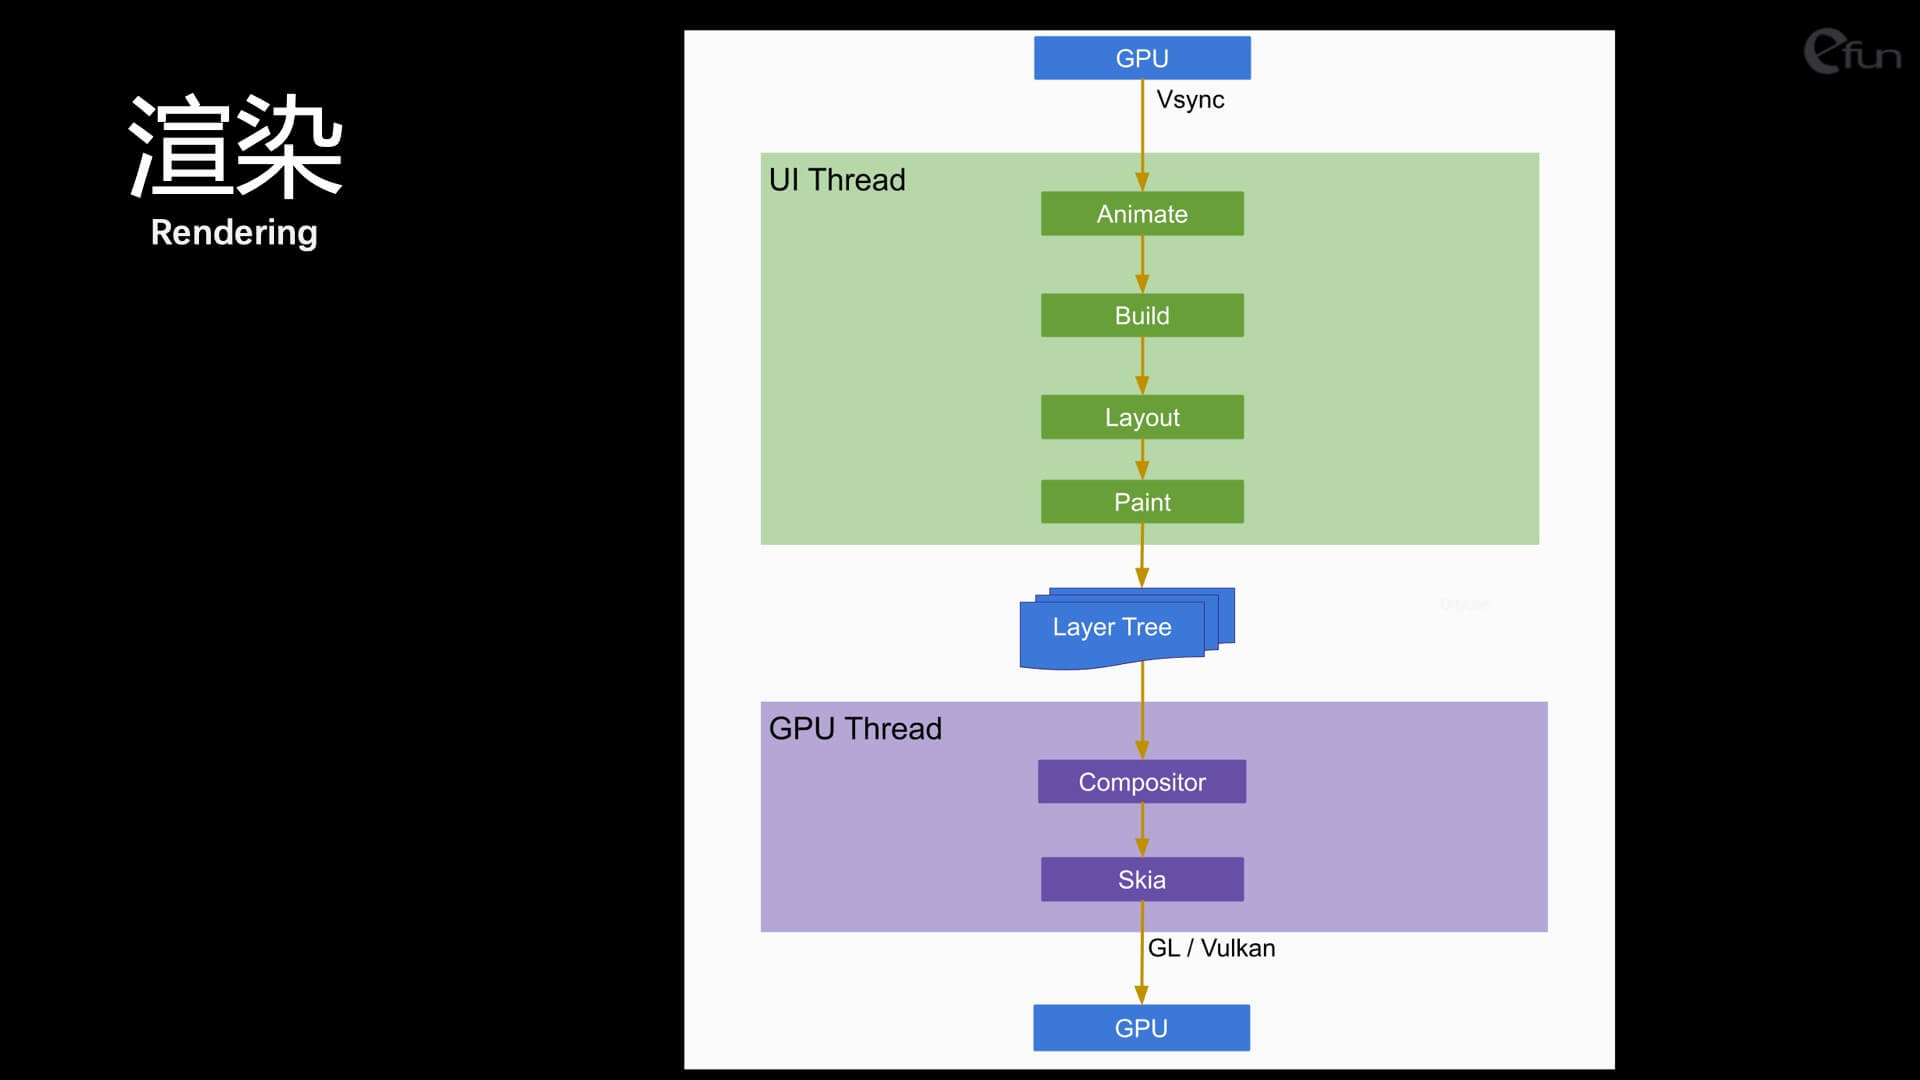 渲染
Rendering
efun
GPU
Vsync
UI Thread
Animate
Build
Layout
Paint
Layer Tree
GPU Thread
Compositor
Skia
GL / Vulkan
GPU